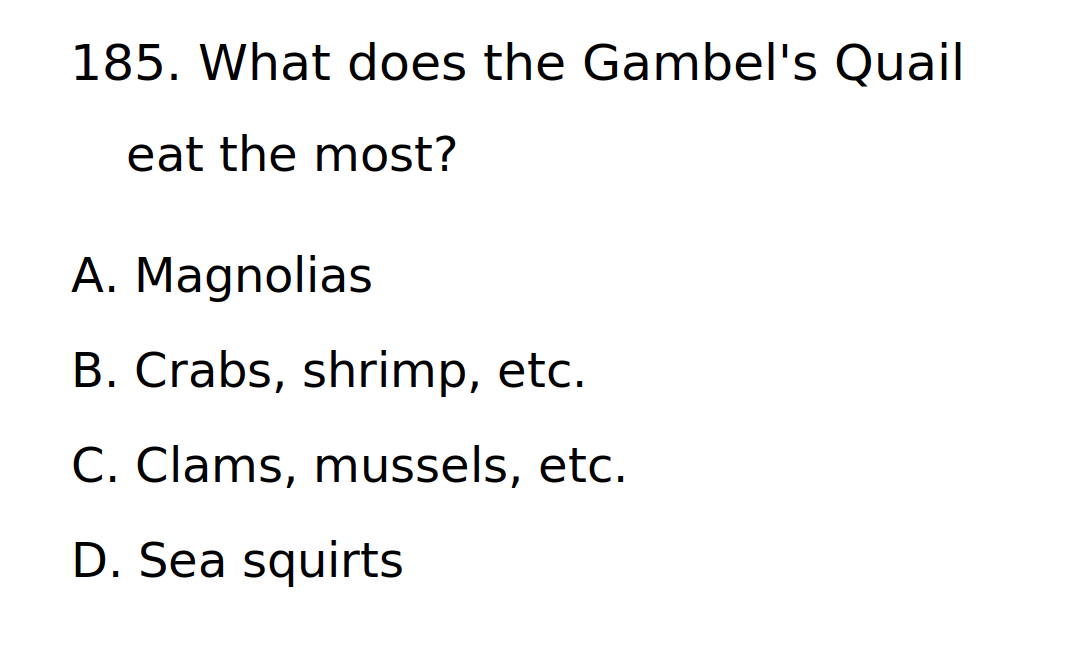 185. What does the Gambel's Quail
eat the most?
A. Magnolias
B. Crabs, shrimp, etc.
C. Clams, mussels, etc.
D. Sea squirts